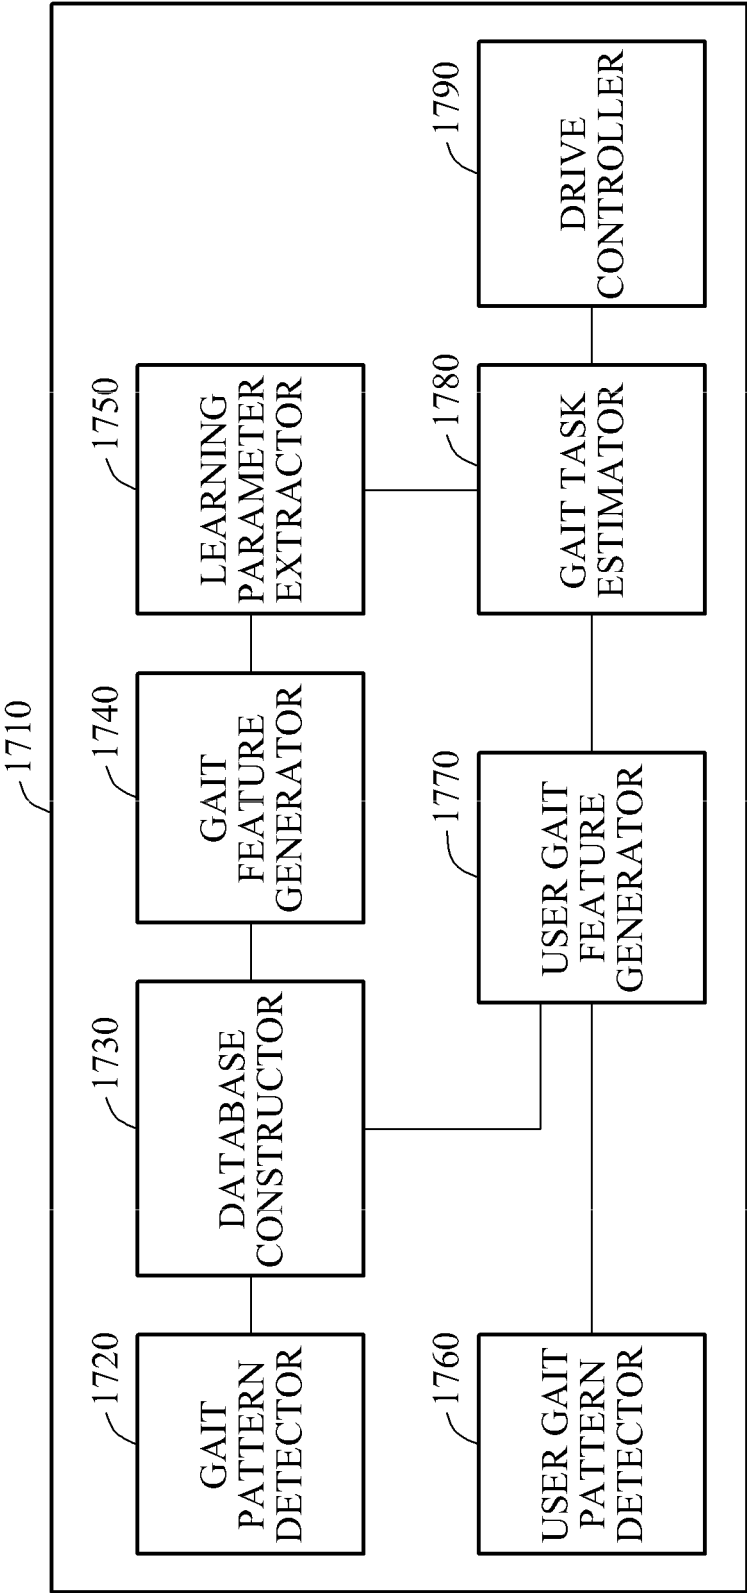 1710
1720
GAIT
PATTERN
DETECTOR
1730
DATABASE
CONSTRUCTOR
1740
GAIT
FEATURE
GENERATOR
1750
LEARNING
PARAMETER
EXTRACTOR
1760
USER GAIT
PATTERN
DETECTOR
1770
USER GAIT
FEATURE
GENERATOR
1780
GAIT TASK
ESTIMATOR
1790
DRIVE
CONTROLLER